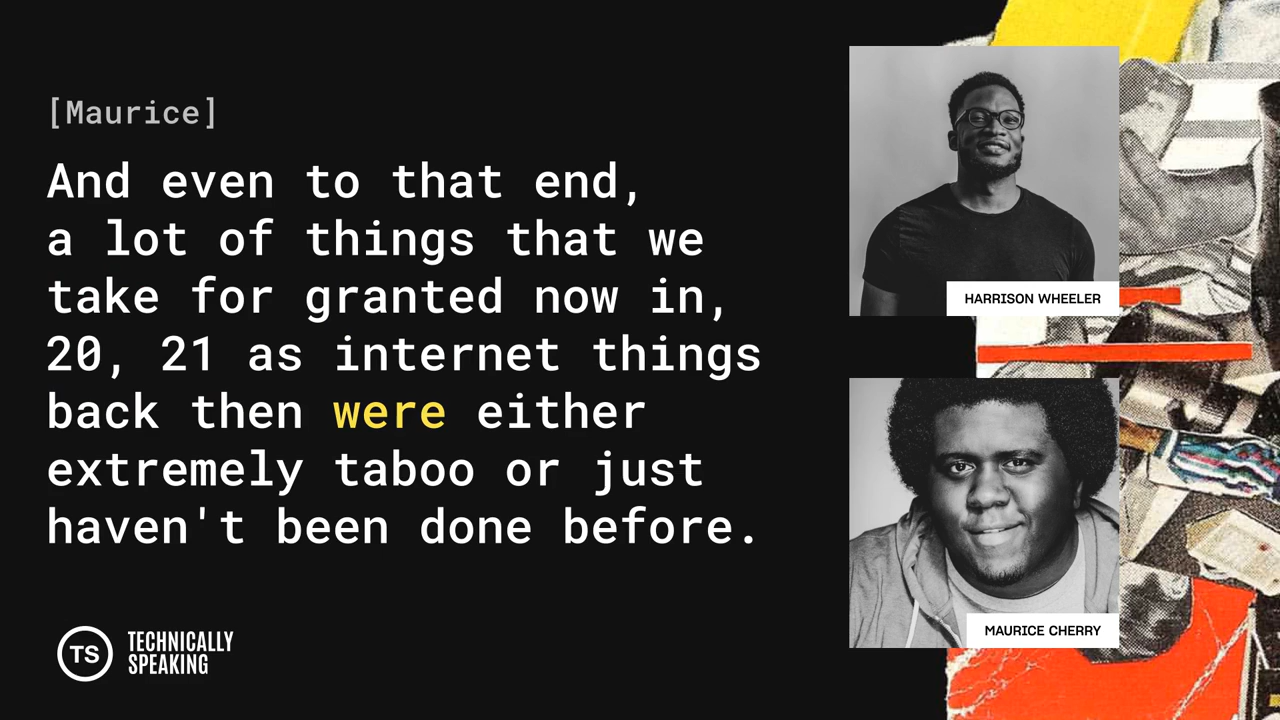 [Maurice]
And even to that end,
a lot of things that we
take for granted now in,
20, 21 as internet things
back then were either
extremely taboo or just
haven't been done before.
HARRISON WHEELER
MAURICE CHERRY
TS
TECHNICALLY
SPEAKING